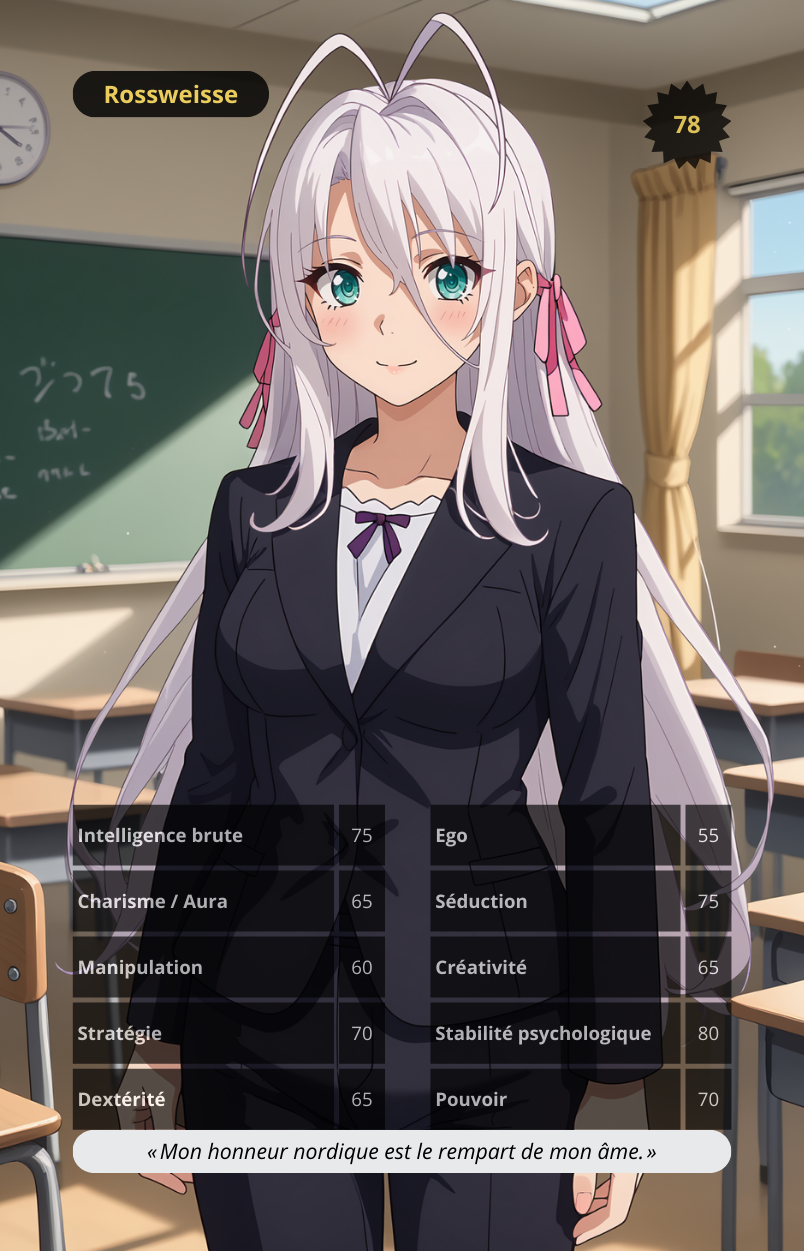 Rossweisse
78
Intelligence brute 75
Ego 55
Charisme / Aura 65
Séduction 75
Manipulation 60
Créativité 65
Stratégie 70
Stabilité psychologique 80
Dextérité 65
Pouvoir 70
« Mon honneur nordique est le rempart de mon âme. »